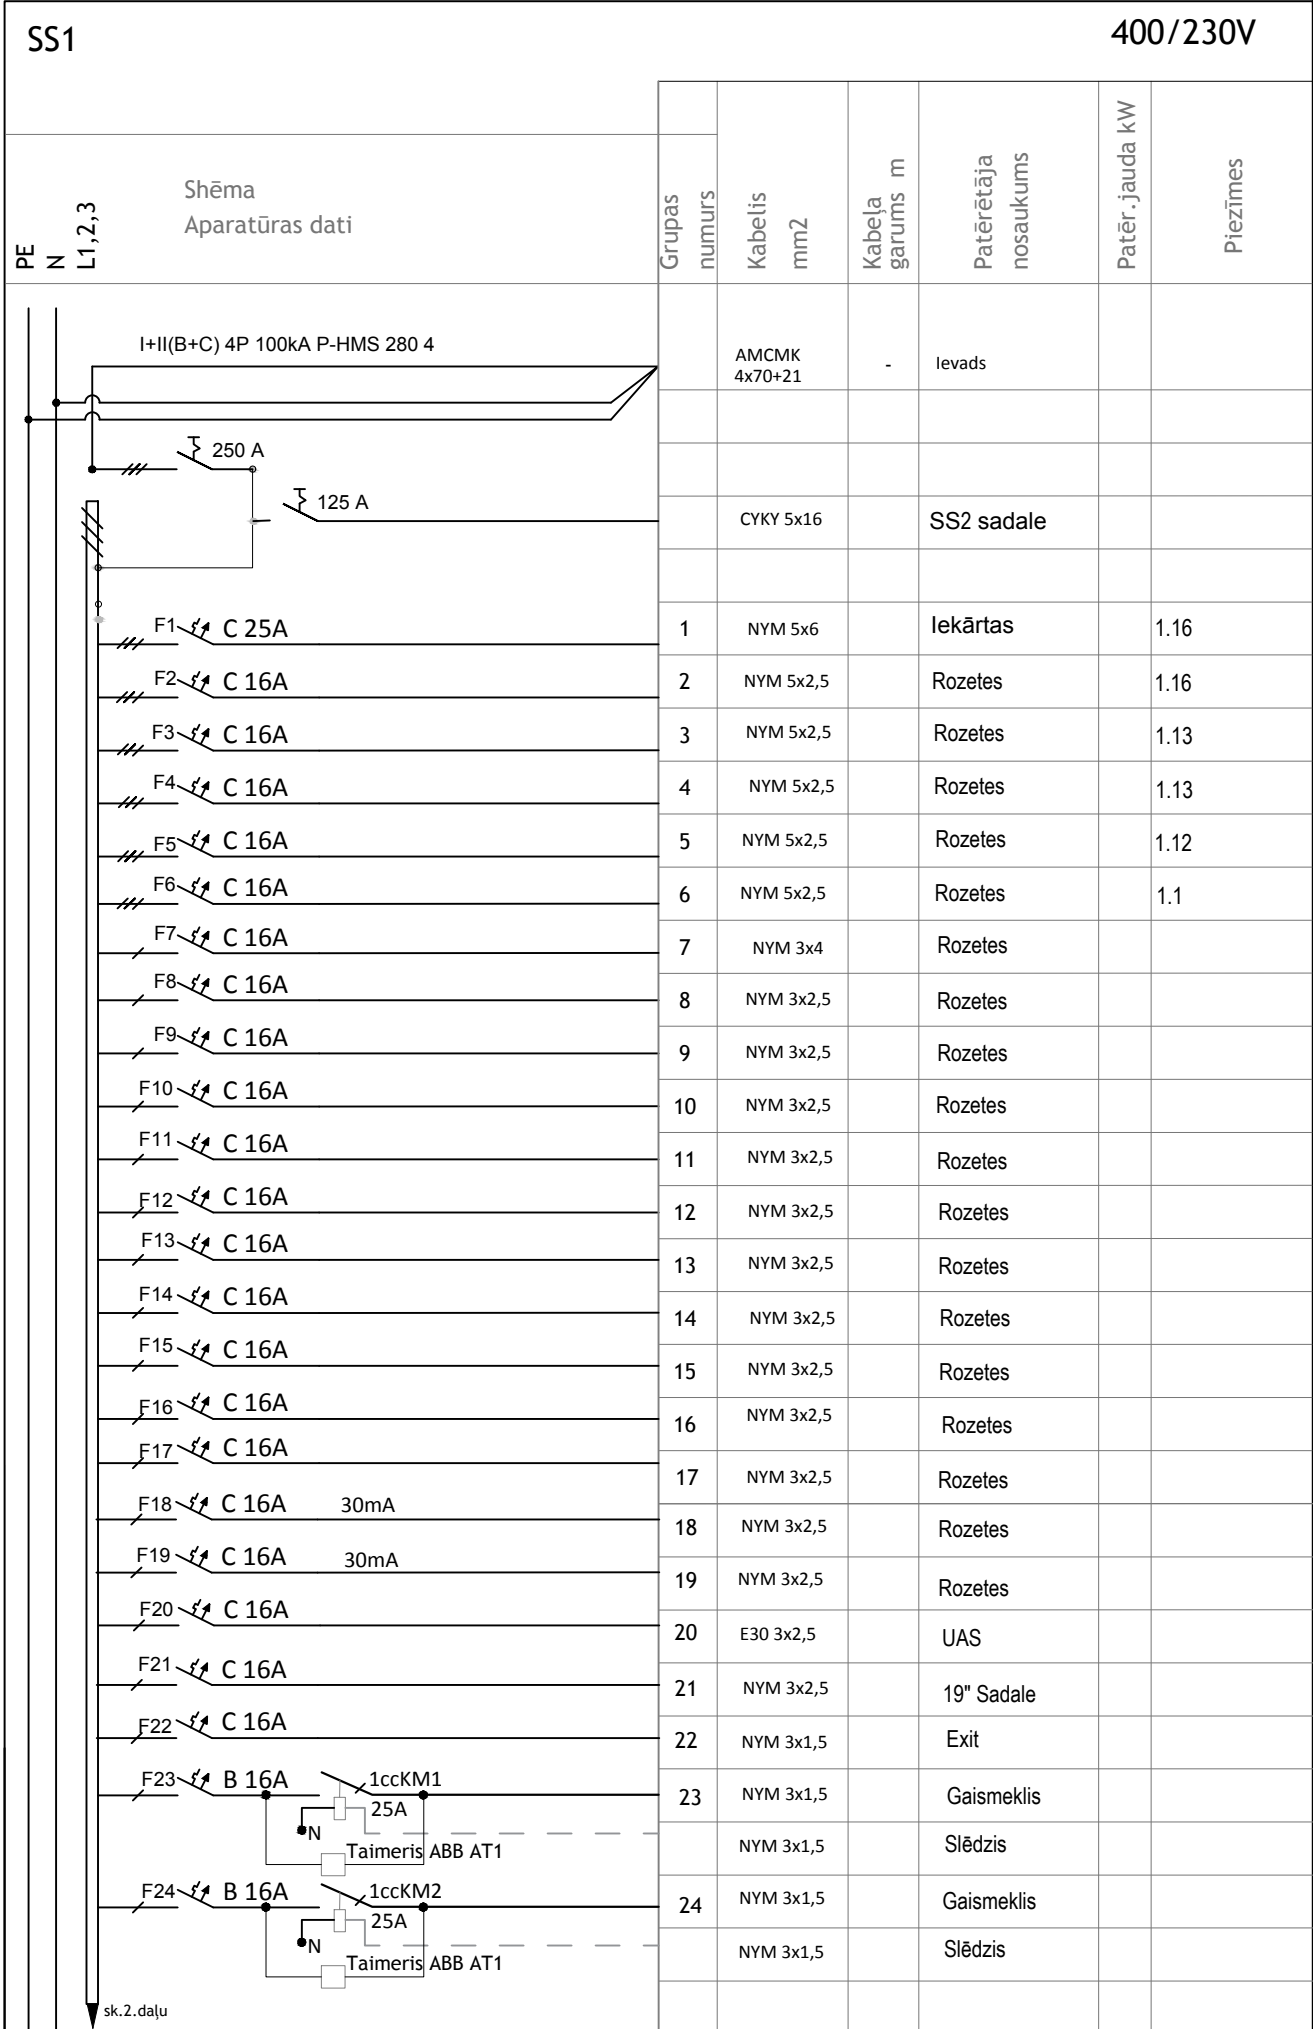 SS1 400/230V
PE
N
L1,2,3
Shēma
Aparatūras dati
Grupas
numurs
Kabelis
mm2
Kabeļa
garums m
Patērētāja
nosaukums
Patēr.jauda kW
Piezīmes
I+II(B+C) 4P 100kA P-HMS 280 4
AMCMK
4x70+21
- Ievads
250 A
125 A CYKY 5x16 SS2 sadale
F1 C 25A 1 NYM 5x6 Iekārtas 1.16
F2 C 16A 2 NYM 5x2,5 Rozetes 1.16
F3 C 16A 3 NYM 5x2,5 Rozetes 1.13
F4 C 16A 4 NYM 5x2,5 Rozetes 1.13
F5 C 16A 5 NYM 5x2,5 Rozetes 1.12
F6 C 16A 6 NYM 5x2,5 Rozetes 1.1
F7 C 16A 7 NYM 3x4 Rozetes
F8 C 16A 8 NYM 3x2,5 Rozetes
F9 C 16A 9 NYM 3x2,5 Rozetes
F10 C 16A 10 NYM 3x2,5 Rozetes
F11 C 16A 11 NYM 3x2,5 Rozetes
F12 C 16A 12 NYM 3x2,5 Rozetes
F13 C 16A 13 NYM 3x2,5 Rozetes
F14 C 16A 14 NYM 3x2,5 Rozetes
F15 C 16A 15 NYM 3x2,5 Rozetes
F16 C 16A 16 NYM 3x2,5 Rozetes
F17 C 16A 17 NYM 3x2,5 Rozetes
F18 C 16A 30mA 18 NYM 3x2,5 Rozetes
F19 C 16A 30mA 19 NYM 3x2,5 Rozetes
F20 C 16A 20 E30 3x2,5 UAS
F21 C 16A 21 NYM 3x2,5 19" Sadale
F22 C 16A 22 NYM 3x1,5 Exit
F23 B 16A 1ccKM1 23 NYM 3x1,5 Gaismeklis
25A
N
Taimeris ABB AT1 NYM 3x1,5 Slēdzis
F24 B 16A 1ccKM2 24 NYM 3x1,5 Gaismeklis
25A
N
Taimeris ABB AT1 NYM 3x1,5 Slēdzis
sk.2.daļu